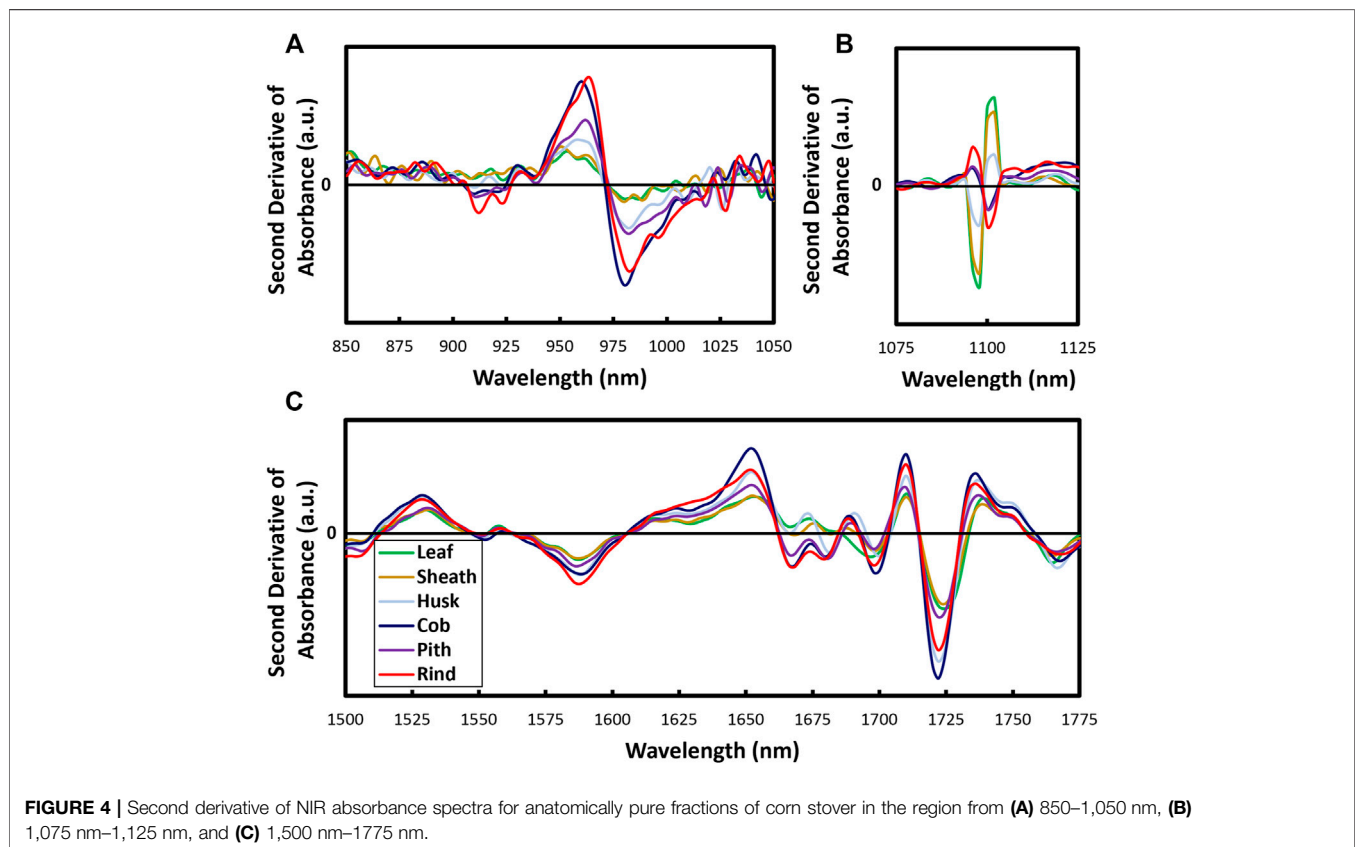 A
Second Derivative of
Absorbance (a.u.)
0
850 875 900 925 950 975 1000 1025 1050
Wavelength (nm)
B
Second Derivative of
Absorbance (a.u.)
0
1075 1100 1125
Wavelength (nm)
C
Second Derivative of
Absorbance (a.u.)
0
Leaf
Sheath
Husk
Cob
Pith
Rind
1500 1525 1550 1575 1600 1625 1650 1675 1700 1725 1750 1775
Wavelength (nm)
FIGURE 4 | Second derivative of NIR absorbance spectra for anatomically pure fractions of corn stover in the region from (A) 850–1,050 nm, (B)
1,075 nm–1,125 nm, and (C) 1,500 nm–1775 nm.